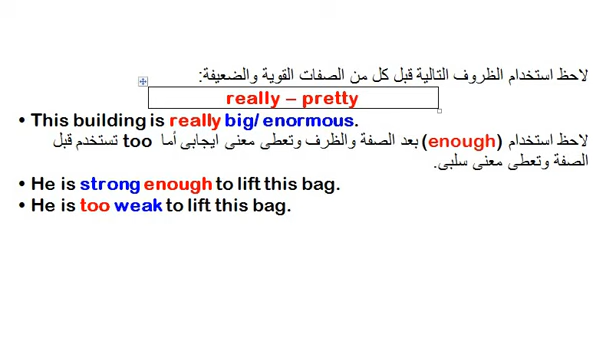 لاحظ استخدام الظروف التالية قبل كل من الصفات القوية والضعيفة:
really – pretty
• This building is really big/ enormous.
لاحظ استخدام (enough) بعد الصفة والظرف وتعطى معنى ايجابى أما too تستخدم قبل
الصفة وتعطى معنى سلبى.
• He is strong enough to lift this bag.
• He is too weak to lift this bag.